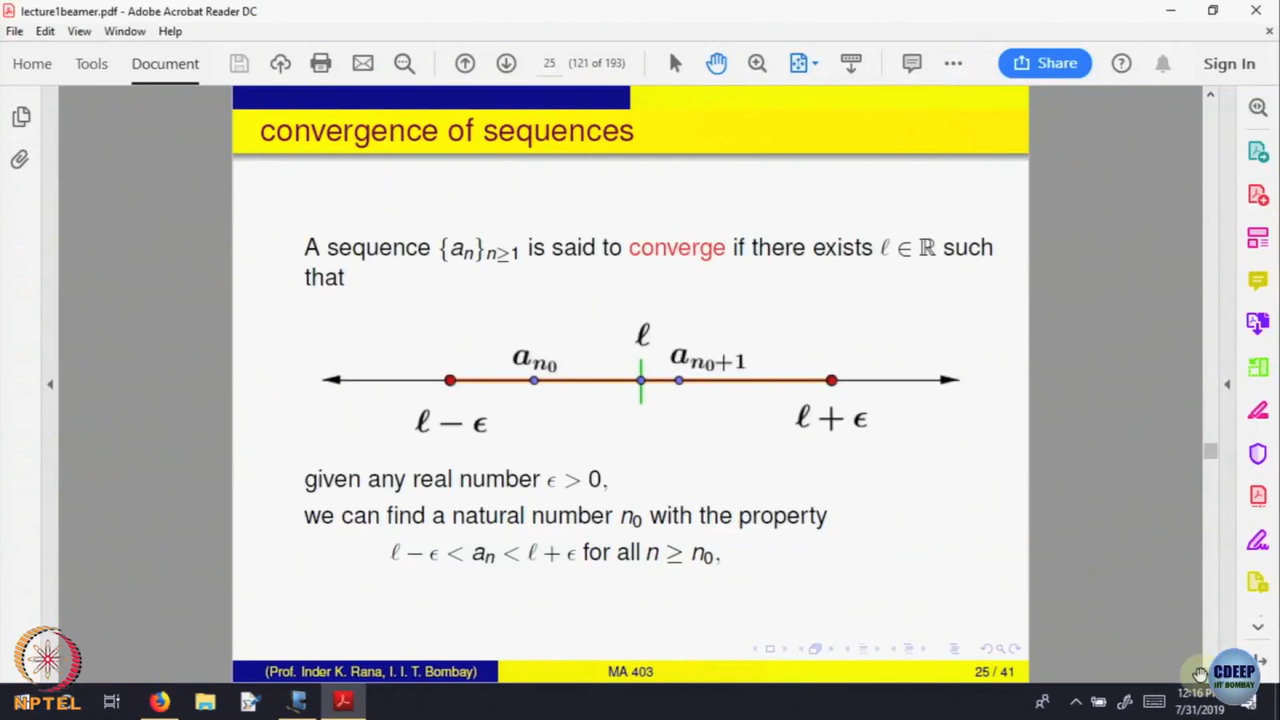 lecture1beamer.pdf - Adobe Acrobat Reader DC
File Edit View Window Help
Home Tools Document 25 (121 of 193) Share Sign In
convergence of sequences
A sequence {aₙ}ₙ≥₁ is said to converge if there exists ℓ ∈ ℝ such
that
ℓ
aₙ₀ aₙ₀₊₁
ℓ − ϵ ℓ + ϵ
given any real number ϵ > 0,
we can find a natural number n₀ with the property
ℓ − ϵ < aₙ < ℓ + ϵ for all n ≥ n₀,
(Prof. Inder K. Rana, I. I. T. Bombay) MA 403 25 / 41
NPTEL
CDEEP
IIT BOMBAY
12:16 PM
7/31/2019